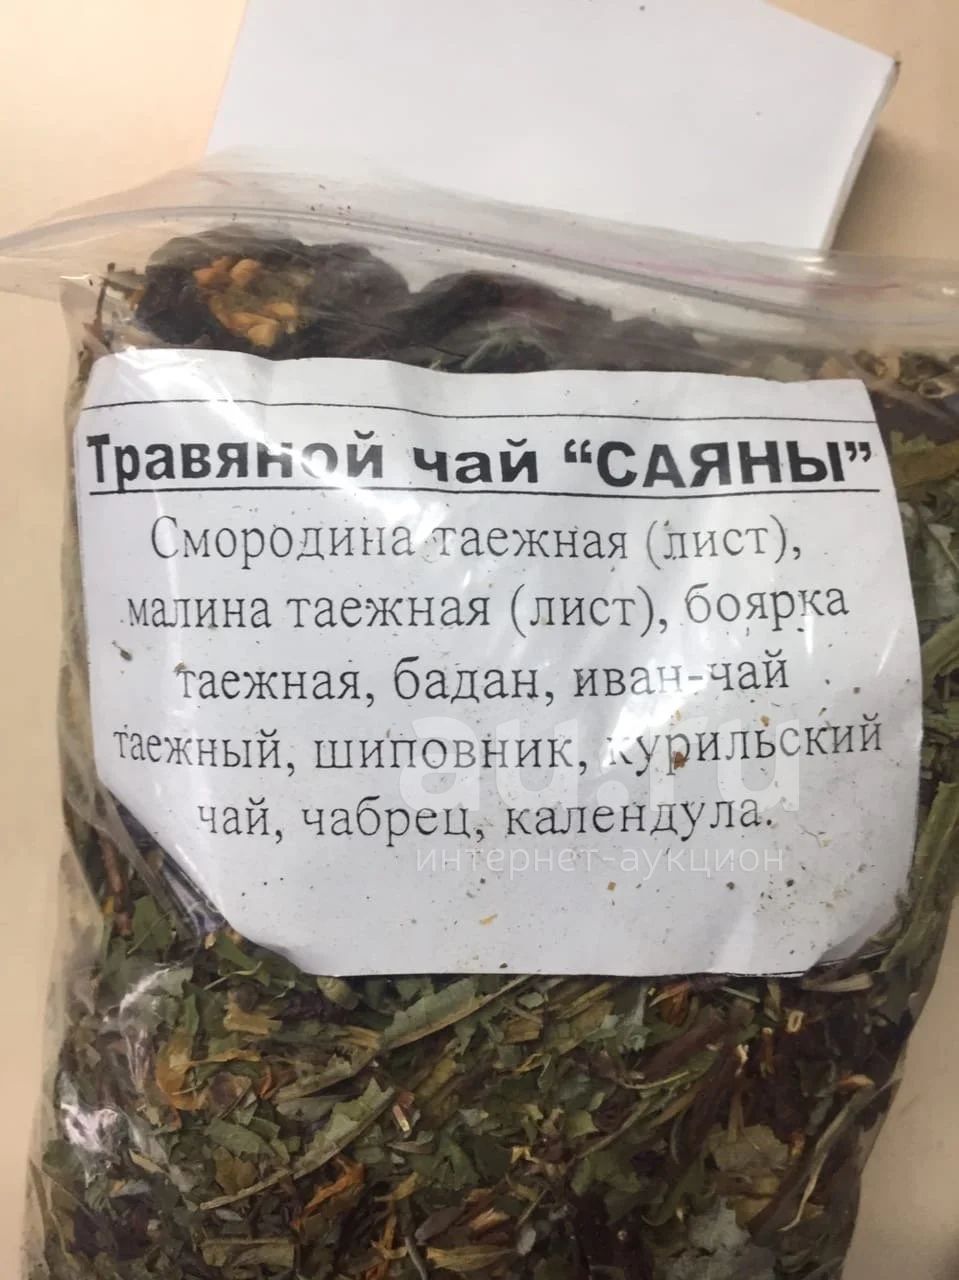 Травяной чай “САЯНЫ”
Смородина таежная (лист),
малина таежная (лист), боярка
таежная, бадан, иван-чай
таежный, шиповник, курильский
чай, чабрец, календула.
au.ru
интернет-аукцион